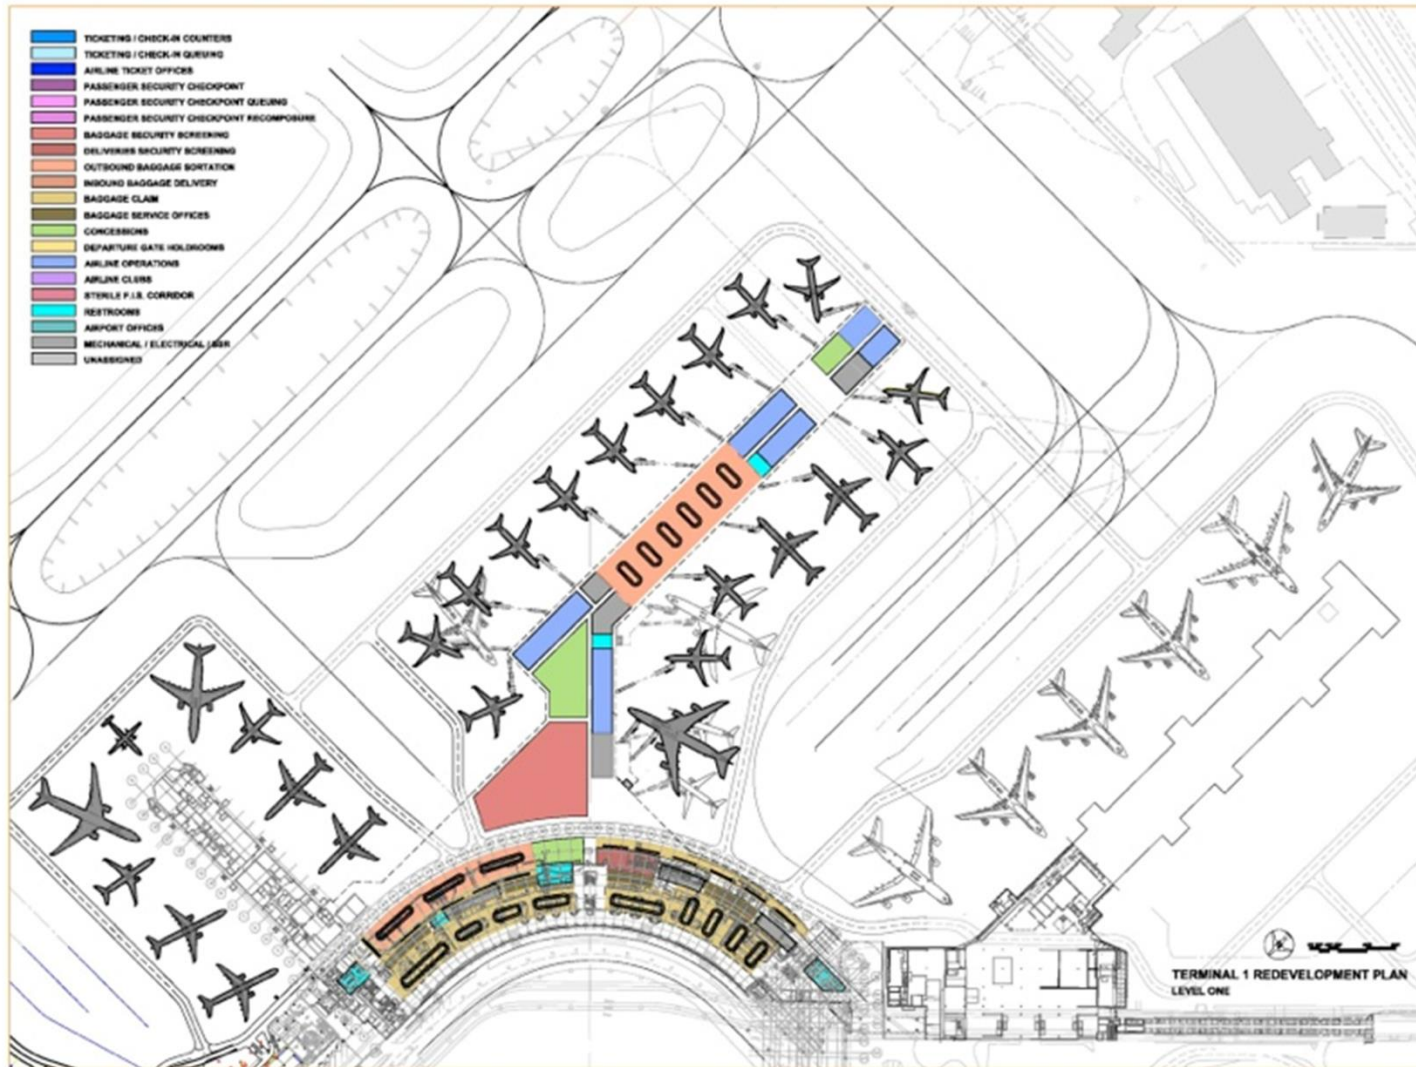 TICKETING / CHECK-IN COUNTERS
TICKETING / CHECK-IN QUEUING
AIRLINE TICKET OFFICES
PASSENGER SECURITY CHECKPOINT
PASSENGER SECURITY CHECKPOINT QUEUING
PASSENGER SECURITY CHECKPOINT RECOMPOSURE
BAGGAGE SECURITY SCREENING
DELIVERIES SECURITY SCREENING
OUTBOUND BAGGAGE SORTATION
INBOUND BAGGAGE DELIVERY
BAGGAGE CLAIM
BAGGAGE SERVICE OFFICES
CONCESSIONS
DEPARTURE GATE HOLDROOMS
AIRLINE OPERATIONS
AIRLINE CLUBS
STERILE F.I.S. CORRIDOR
RESTROOMS
AIRPORT OFFICES
MECHANICAL / ELECTRICAL /
UNASSIGNED
TERMINAL 1 REDEVELOPMENT PLAN
LEVEL ONE